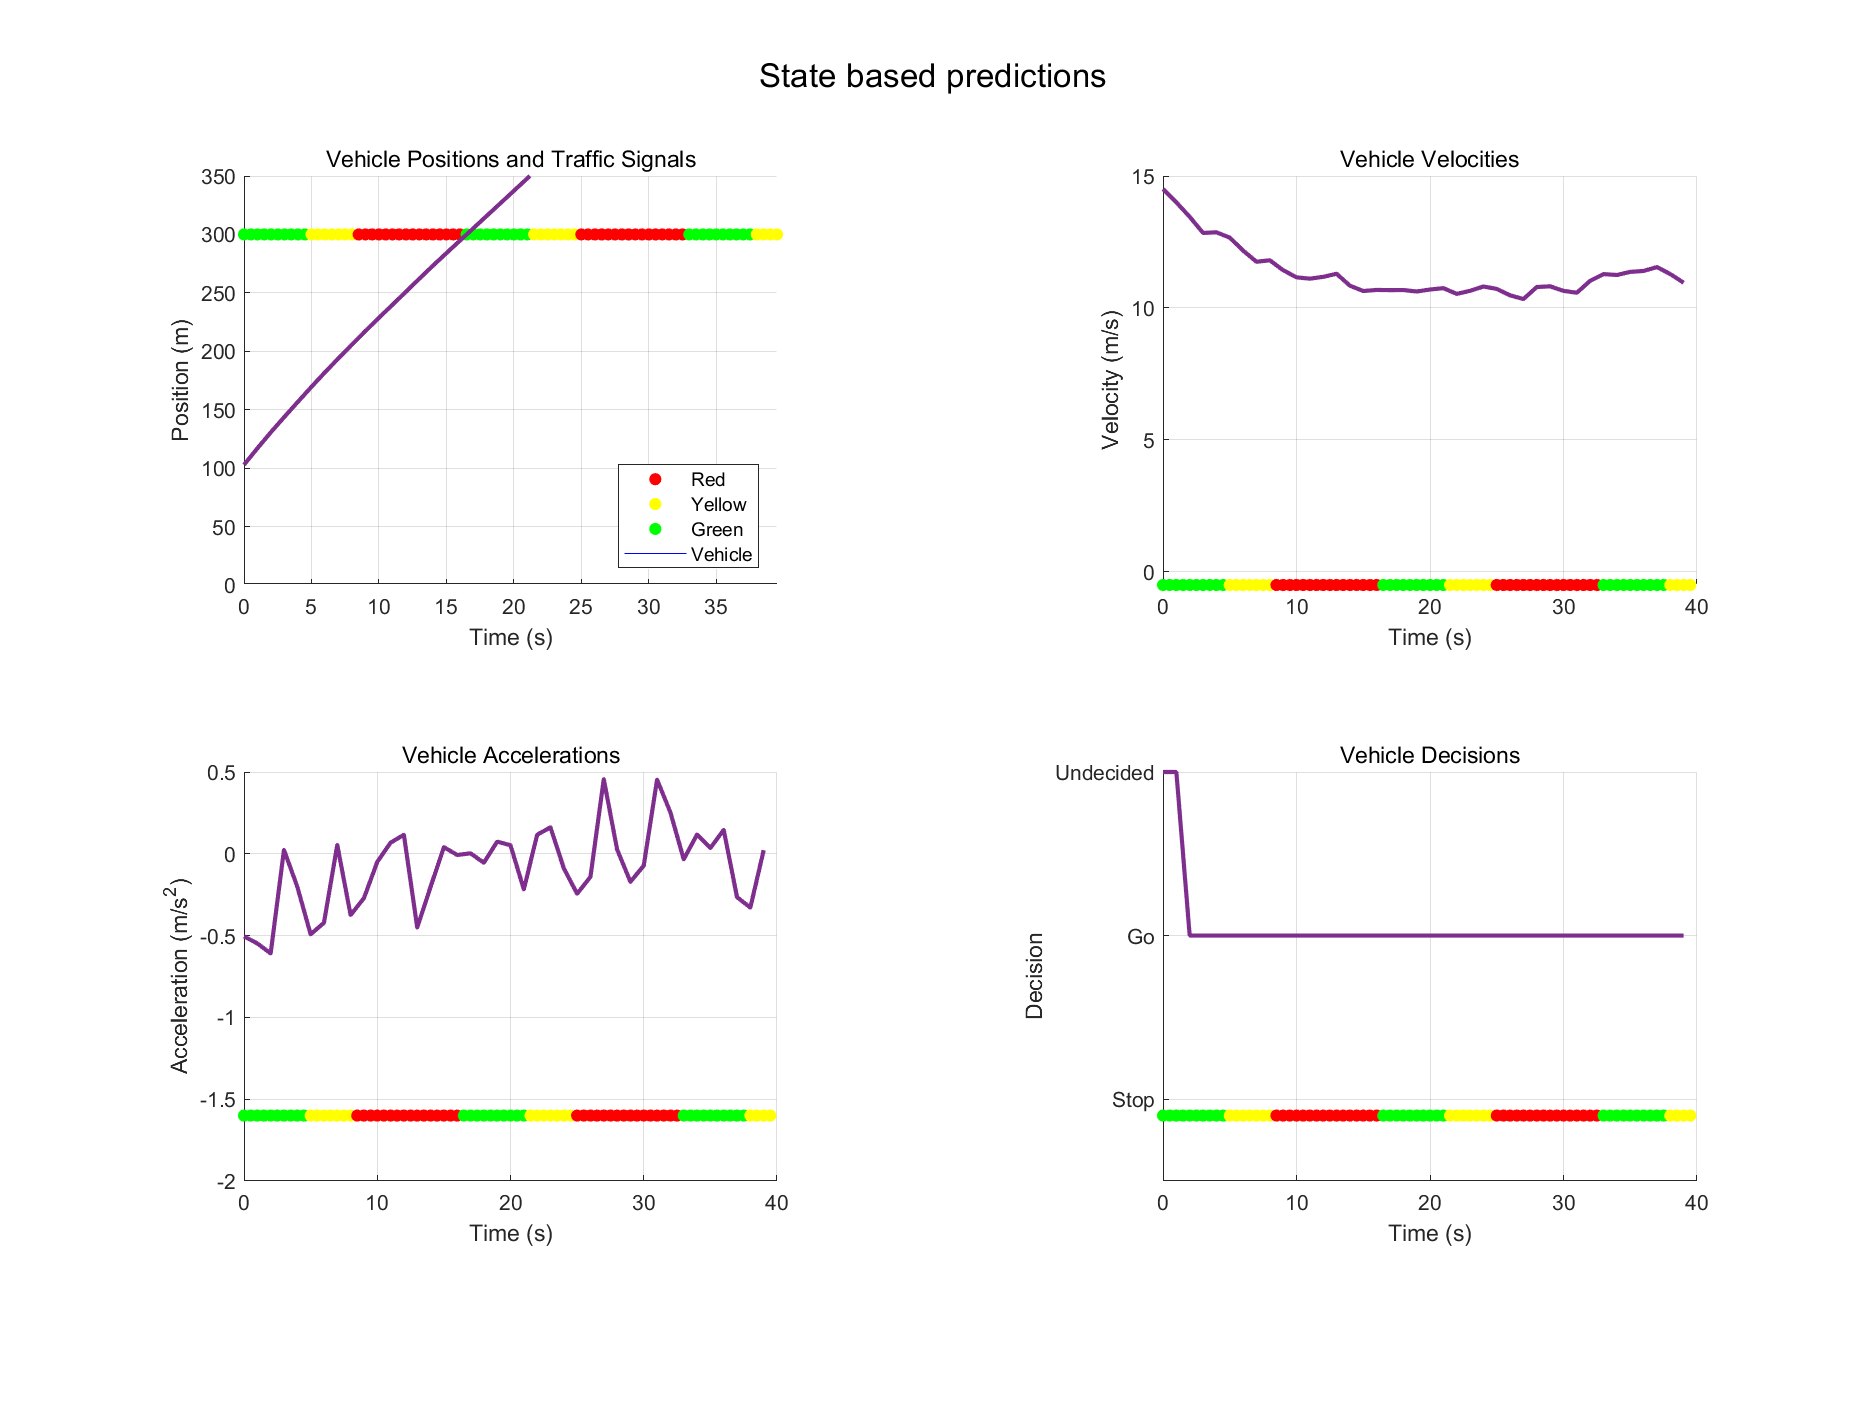 State based predictions
Vehicle Positions and Traffic Signals
350
300
250
200
150
100
50
0
Position (m)
0 5 10 15 20 25 30 35
Time (s)
Red
Yellow
Green
Vehicle
Vehicle Velocities
15
10
5
0
Velocity (m/s)
0 10 20 30 40
Time (s)
Vehicle Accelerations
0.5
0
-0.5
-1
-1.5
-2
Acceleration (m/s²)
0 10 20 30 40
Time (s)
Vehicle Decisions
Undecided
Go
Stop
Decision
0 10 20 30 40
Time (s)